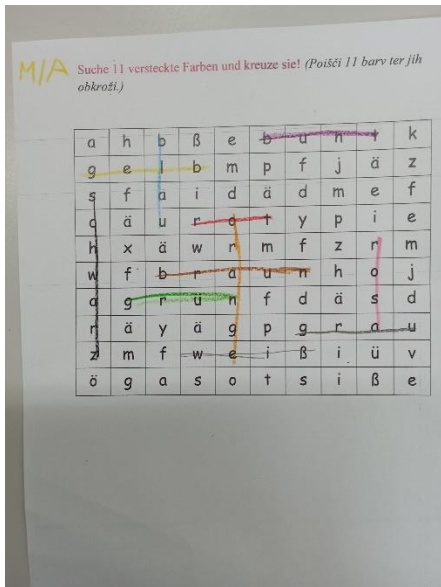 M/A
Suche 11 versteckte Farben und kreuze sie! (Poišči 11 barv ter jih
obkroži.)
a h b ß e b u n t k
g e l b m p f j ä z
s f a i d ä d m e f
c ä u r o t y p i e
h x ä w r m f z r m
w f b r a u n h o j
a g r ü n f d ä s d
r ä y ä g p g r a u
z m f w e i ß i ü v
ö g a s o t s i ß e